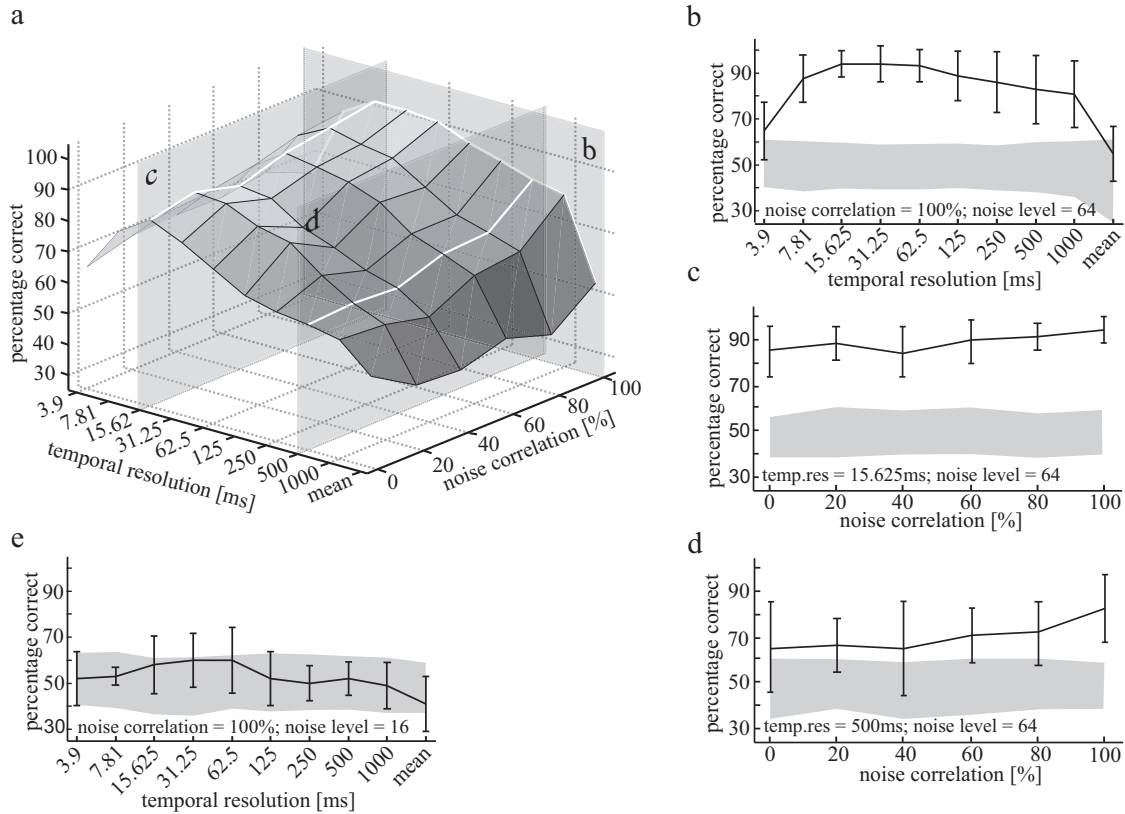 a
100
90
80
70
60
50
40
30
percentage correct
3.9
7.81
15.62
31.25
62.5
125
250
500
1000
mean
temporal resolution [ms]
0
20
40
60
80
100
noise correlation [%]
c
d
b
b
90
70
50
30
percentage correct
noise correlation = 100%; noise level = 64
3.9
7.81
15.625
31.25
62.5
125
250
500
1000
mean
temporal resolution [ms]
c
90
70
50
30
percentage correct
temp.res = 15.625ms; noise level = 64
0 20 40 60 80 100
noise correlation [%]
d
90
70
50
30
percentage correct
temp.res = 500ms; noise level = 64
0 20 40 60 80 100
noise correlation [%]
e
90
70
50
30
percentage correct
noise correlation = 100%; noise level = 16
3.9
7.81
15.625
31.25
62.5
125
250
500
1000
mean
temporal resolution [ms]